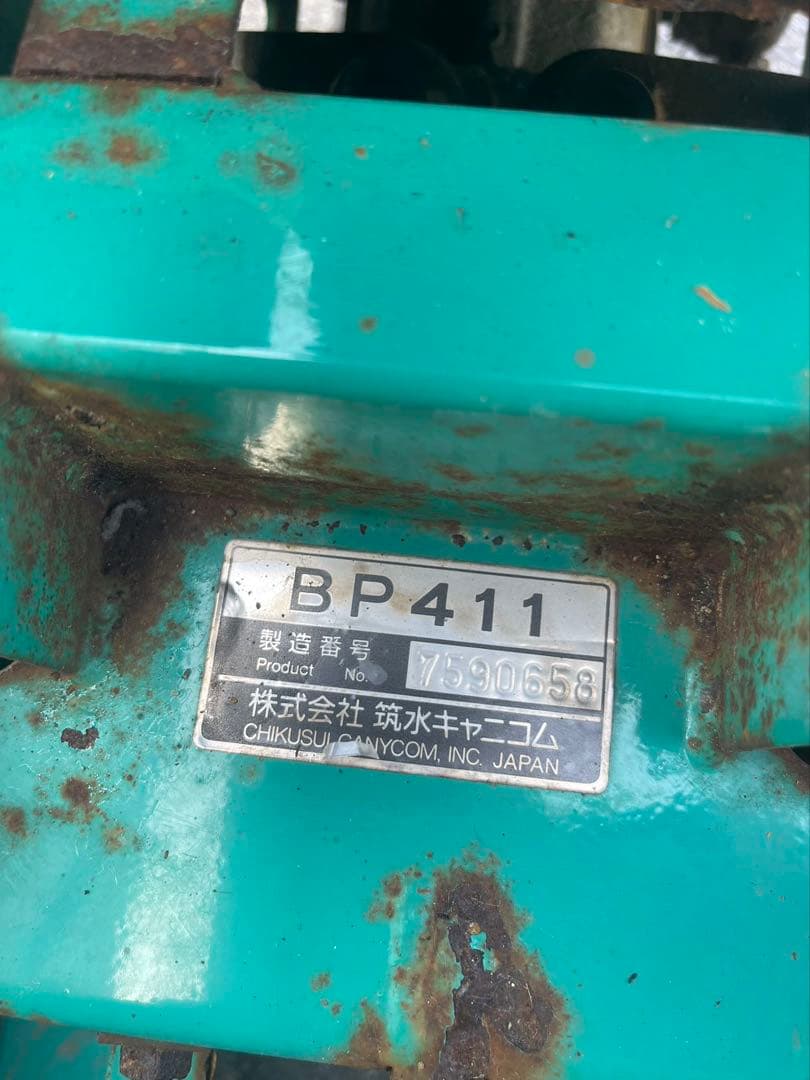 BP411
製造番号
Product No. 7590658
株式会社 筑水キャニコム
CHIKUSUI CANYCOM, INC. JAPAN